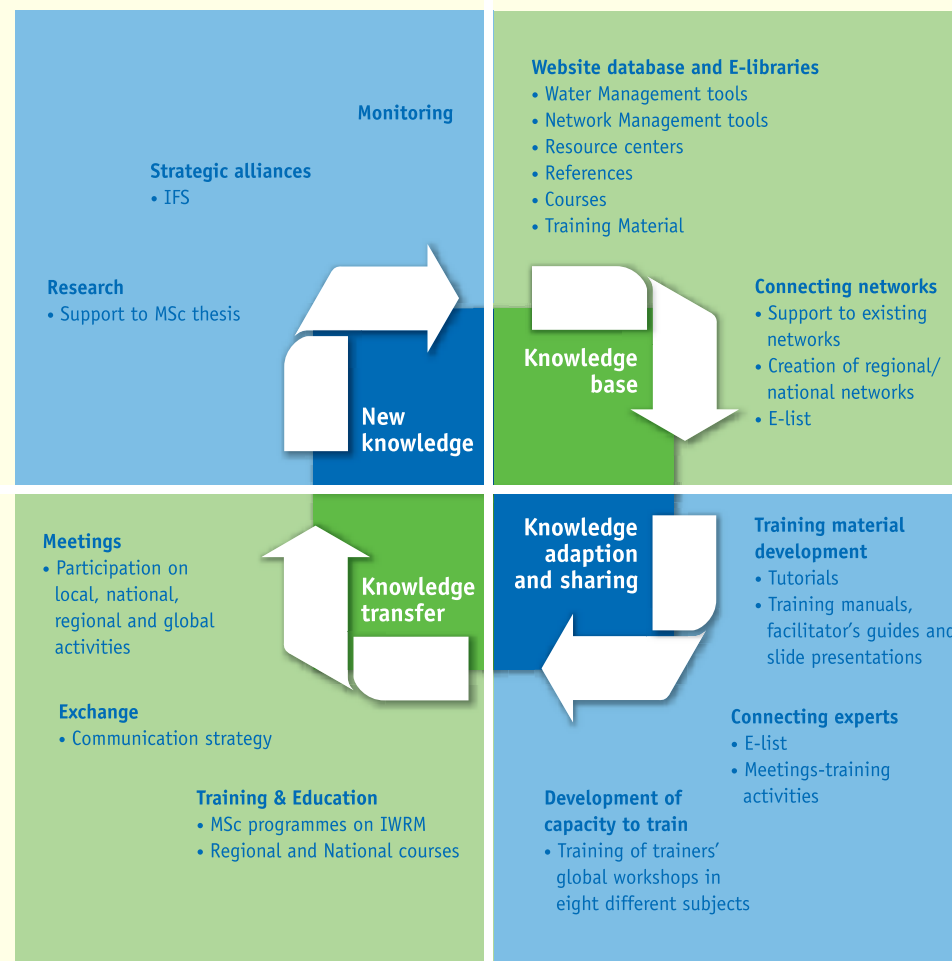 Monitoring
Strategic alliances
• IFS
Research
• Support to MSc thesis
New
knowledge
Website database and E-libraries
• Water Management tools
• Network Management tools
• Resource centers
• References
• Courses
• Training Material
Connecting networks
• Support to existing
networks
• Creation of regional/
national networks
• E-list
Knowledge
base
Meetings
• Participation on
local, national,
regional and global
activities
Knowledge
transfer
Exchange
• Communication strategy
Training & Education
• MSc programmes on IWRM
• Regional and National courses
Knowledge
adaption
and sharing
Training material
development
• Tutorials
• Training manuals,
facilitator’s guides and
slide presentations
Connecting experts
• E-list
• Meetings-training
activities
Development of
capacity to train
• Training of trainers’
global workshops in
eight different subjects